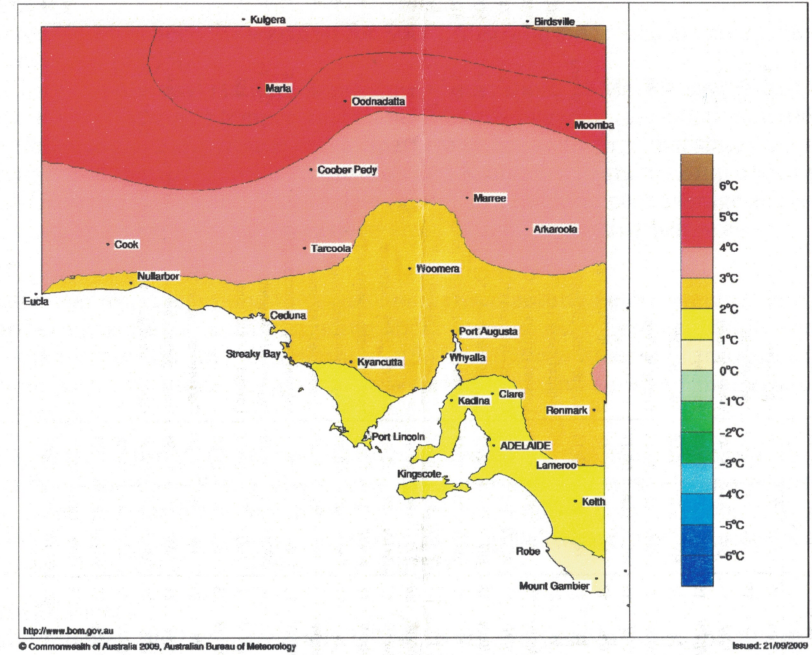 Kulgera
Birdsville
Marla
Oodnadatta
Moomba
Coober Pedy
Marree
Arkaroola
Cook
Tarcoola
Woomera
Nullarbor
Eucla
Ceduna
Port Augusta
Streaky Bay
Kyancutta
Whyalla
Kadina
Clare
Renmark
Port Lincoln
ADELAIDE
Lameroo
Kingscote
Keith
Robe
Mount Gambier
6°C
5°C
4°C
3°C
2°C
1°C
0°C
-1°C
-2°C
-3°C
-4°C
-5°C
-6°C
http://www.bom.gov.au
© Commonwealth of Australia 2009, Australian Bureau of Meteorology
Issued: 21/09/2009